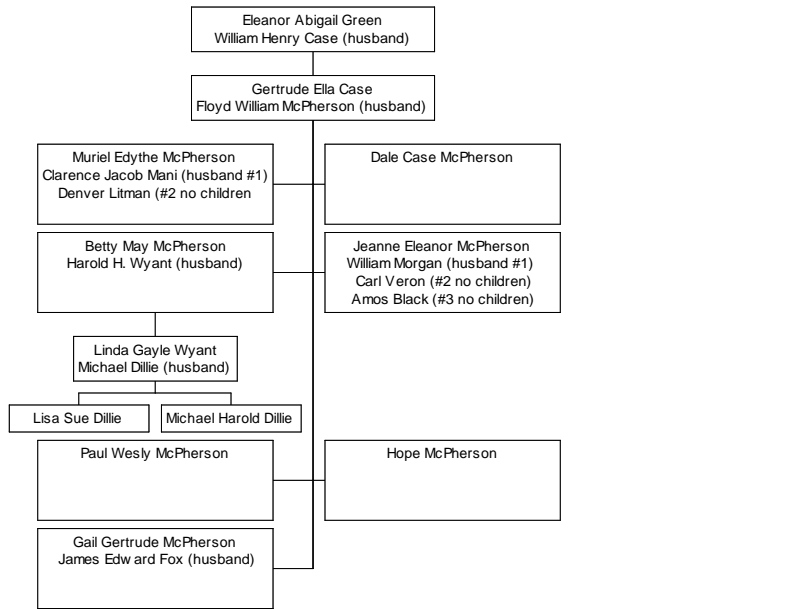 Eleanor Abigail Green
William Henry Case (husband)
Gertrude Ella Case
Floyd William McPherson (husband)
Muriel Edythe McPherson
Clarence Jacob Mani (husband #1)
Denver Litman (#2 no children
Dale Case McPherson
Betty May McPherson
Harold H. Wyant (husband)
Jeanne Eleanor McPherson
William Morgan (husband #1)
Carl Veron (#2 no children)
Amos Black (#3 no children)
Linda Gayle Wyant
Michael Dillie (husband)
Lisa Sue Dillie
Michael Harold Dillie
Paul Wesly McPherson
Hope McPherson
Gail Gertrude McPherson
James Edward Fox (husband)